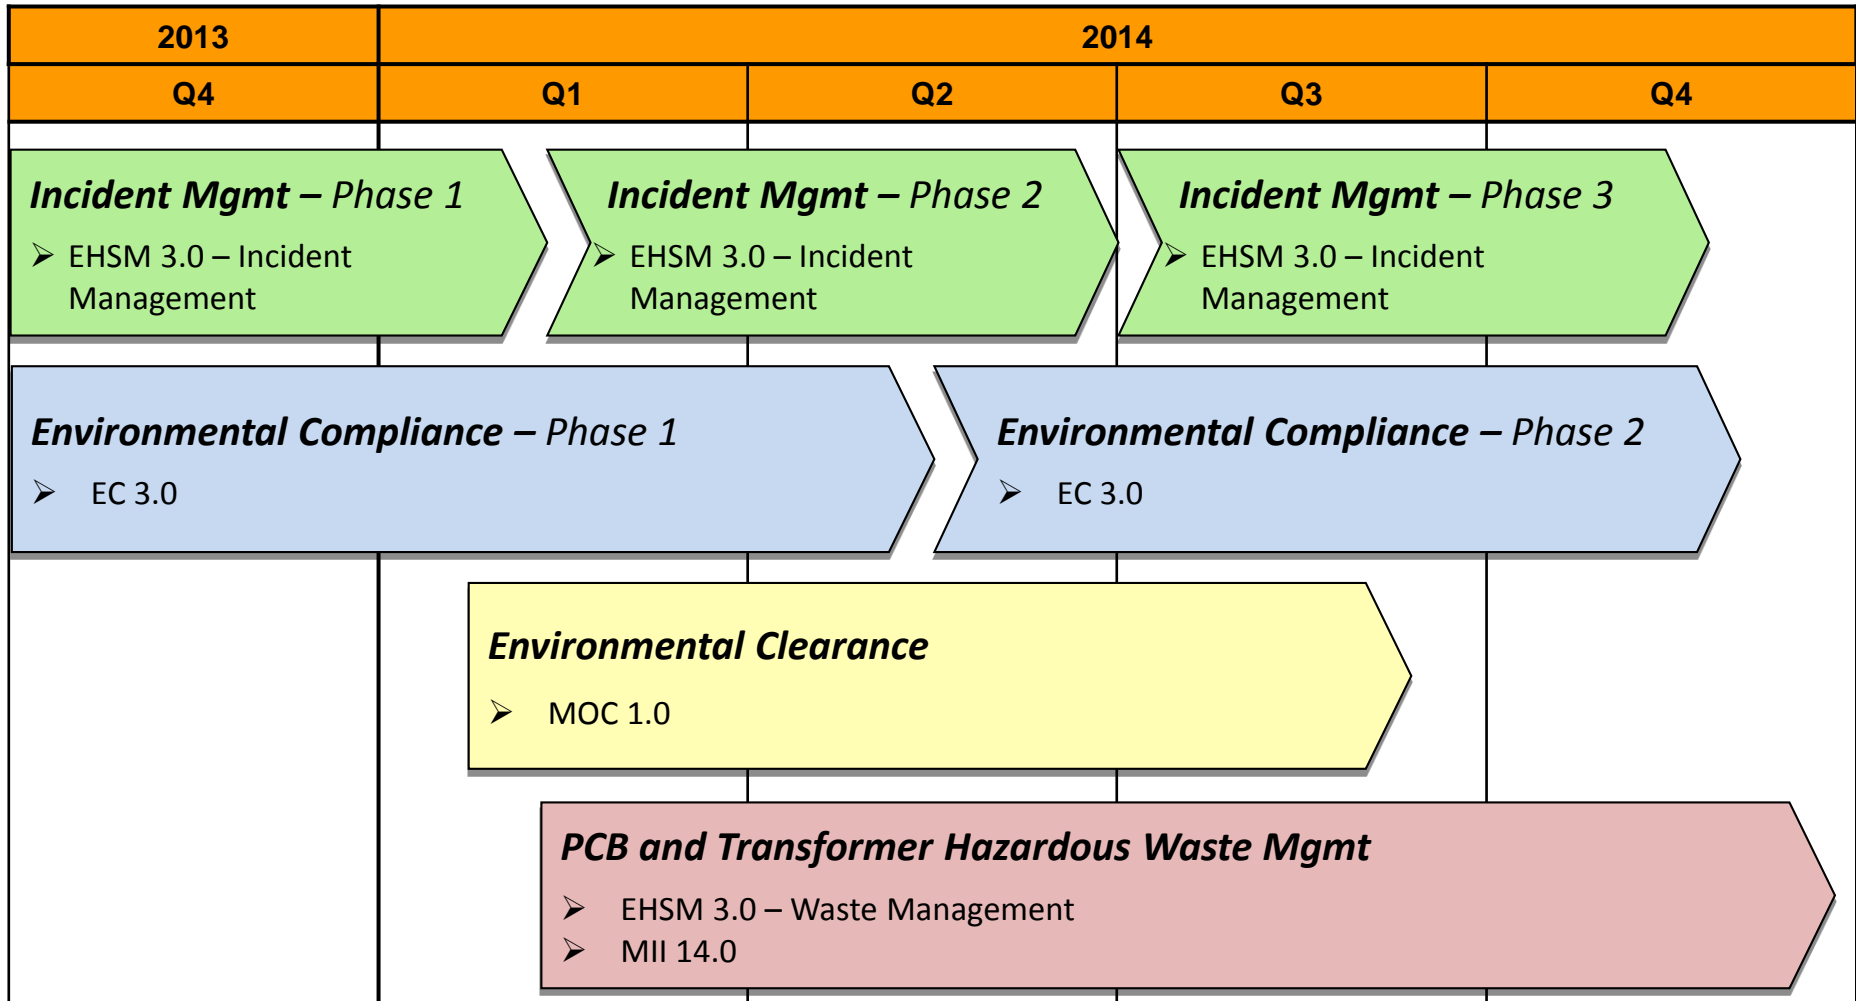 2013
2014
Q4
Q1
Q2
Q3
Q4
Incident Mgmt – Phase 1
➢ EHSM 3.0 – Incident
Management
Incident Mgmt – Phase 2
➢ EHSM 3.0 – Incident
Management
Incident Mgmt – Phase 3
➢ EHSM 3.0 – Incident
Management
Environmental Compliance – Phase 1
➢ EC 3.0
Environmental Compliance – Phase 2
➢ EC 3.0
Environmental Clearance
➢ MOC 1.0
PCB and Transformer Hazardous Waste Mgmt
➢ EHSM 3.0 – Waste Management
➢ MII 14.0